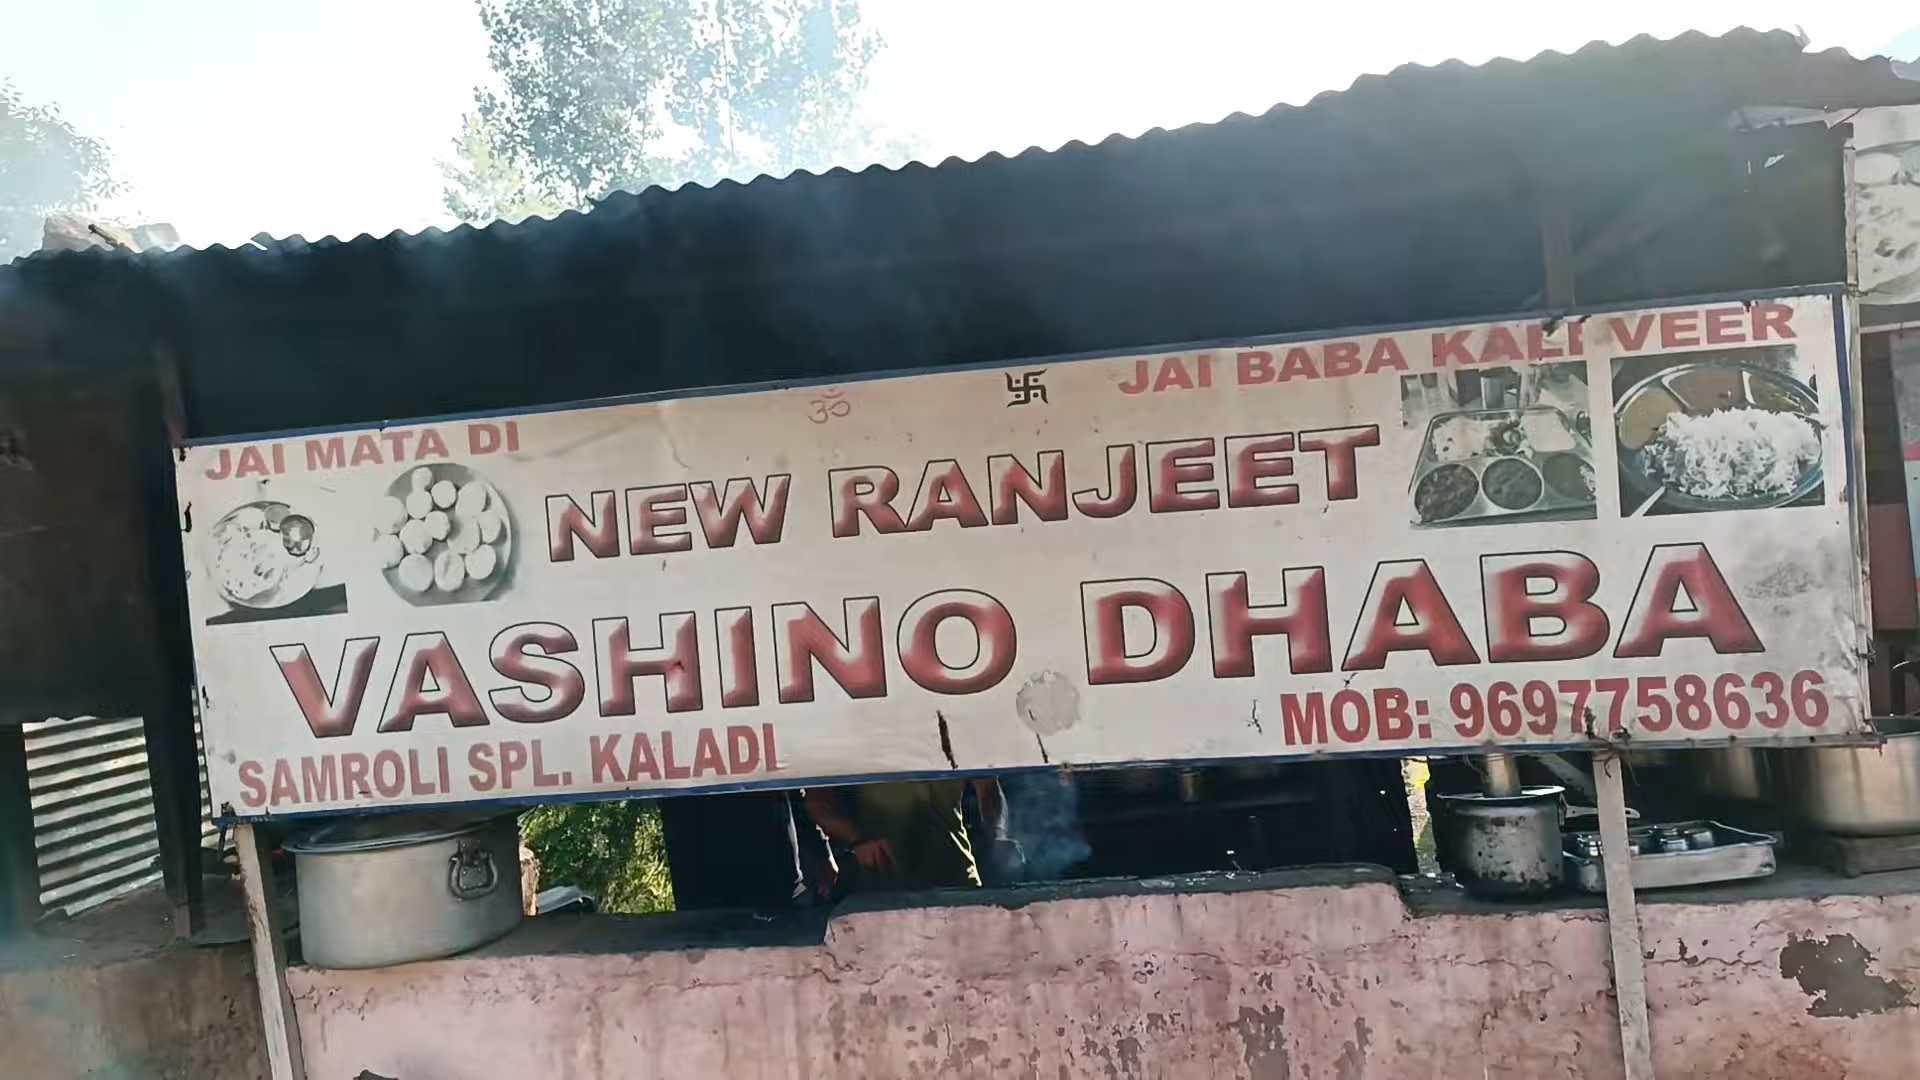 JAI MATA DI
ॐ
JAI BABA KALI VEER
NEW RANJEET
VASHINO DHABA
SAMROLI SPL. KALADI
MOB: 9697758636